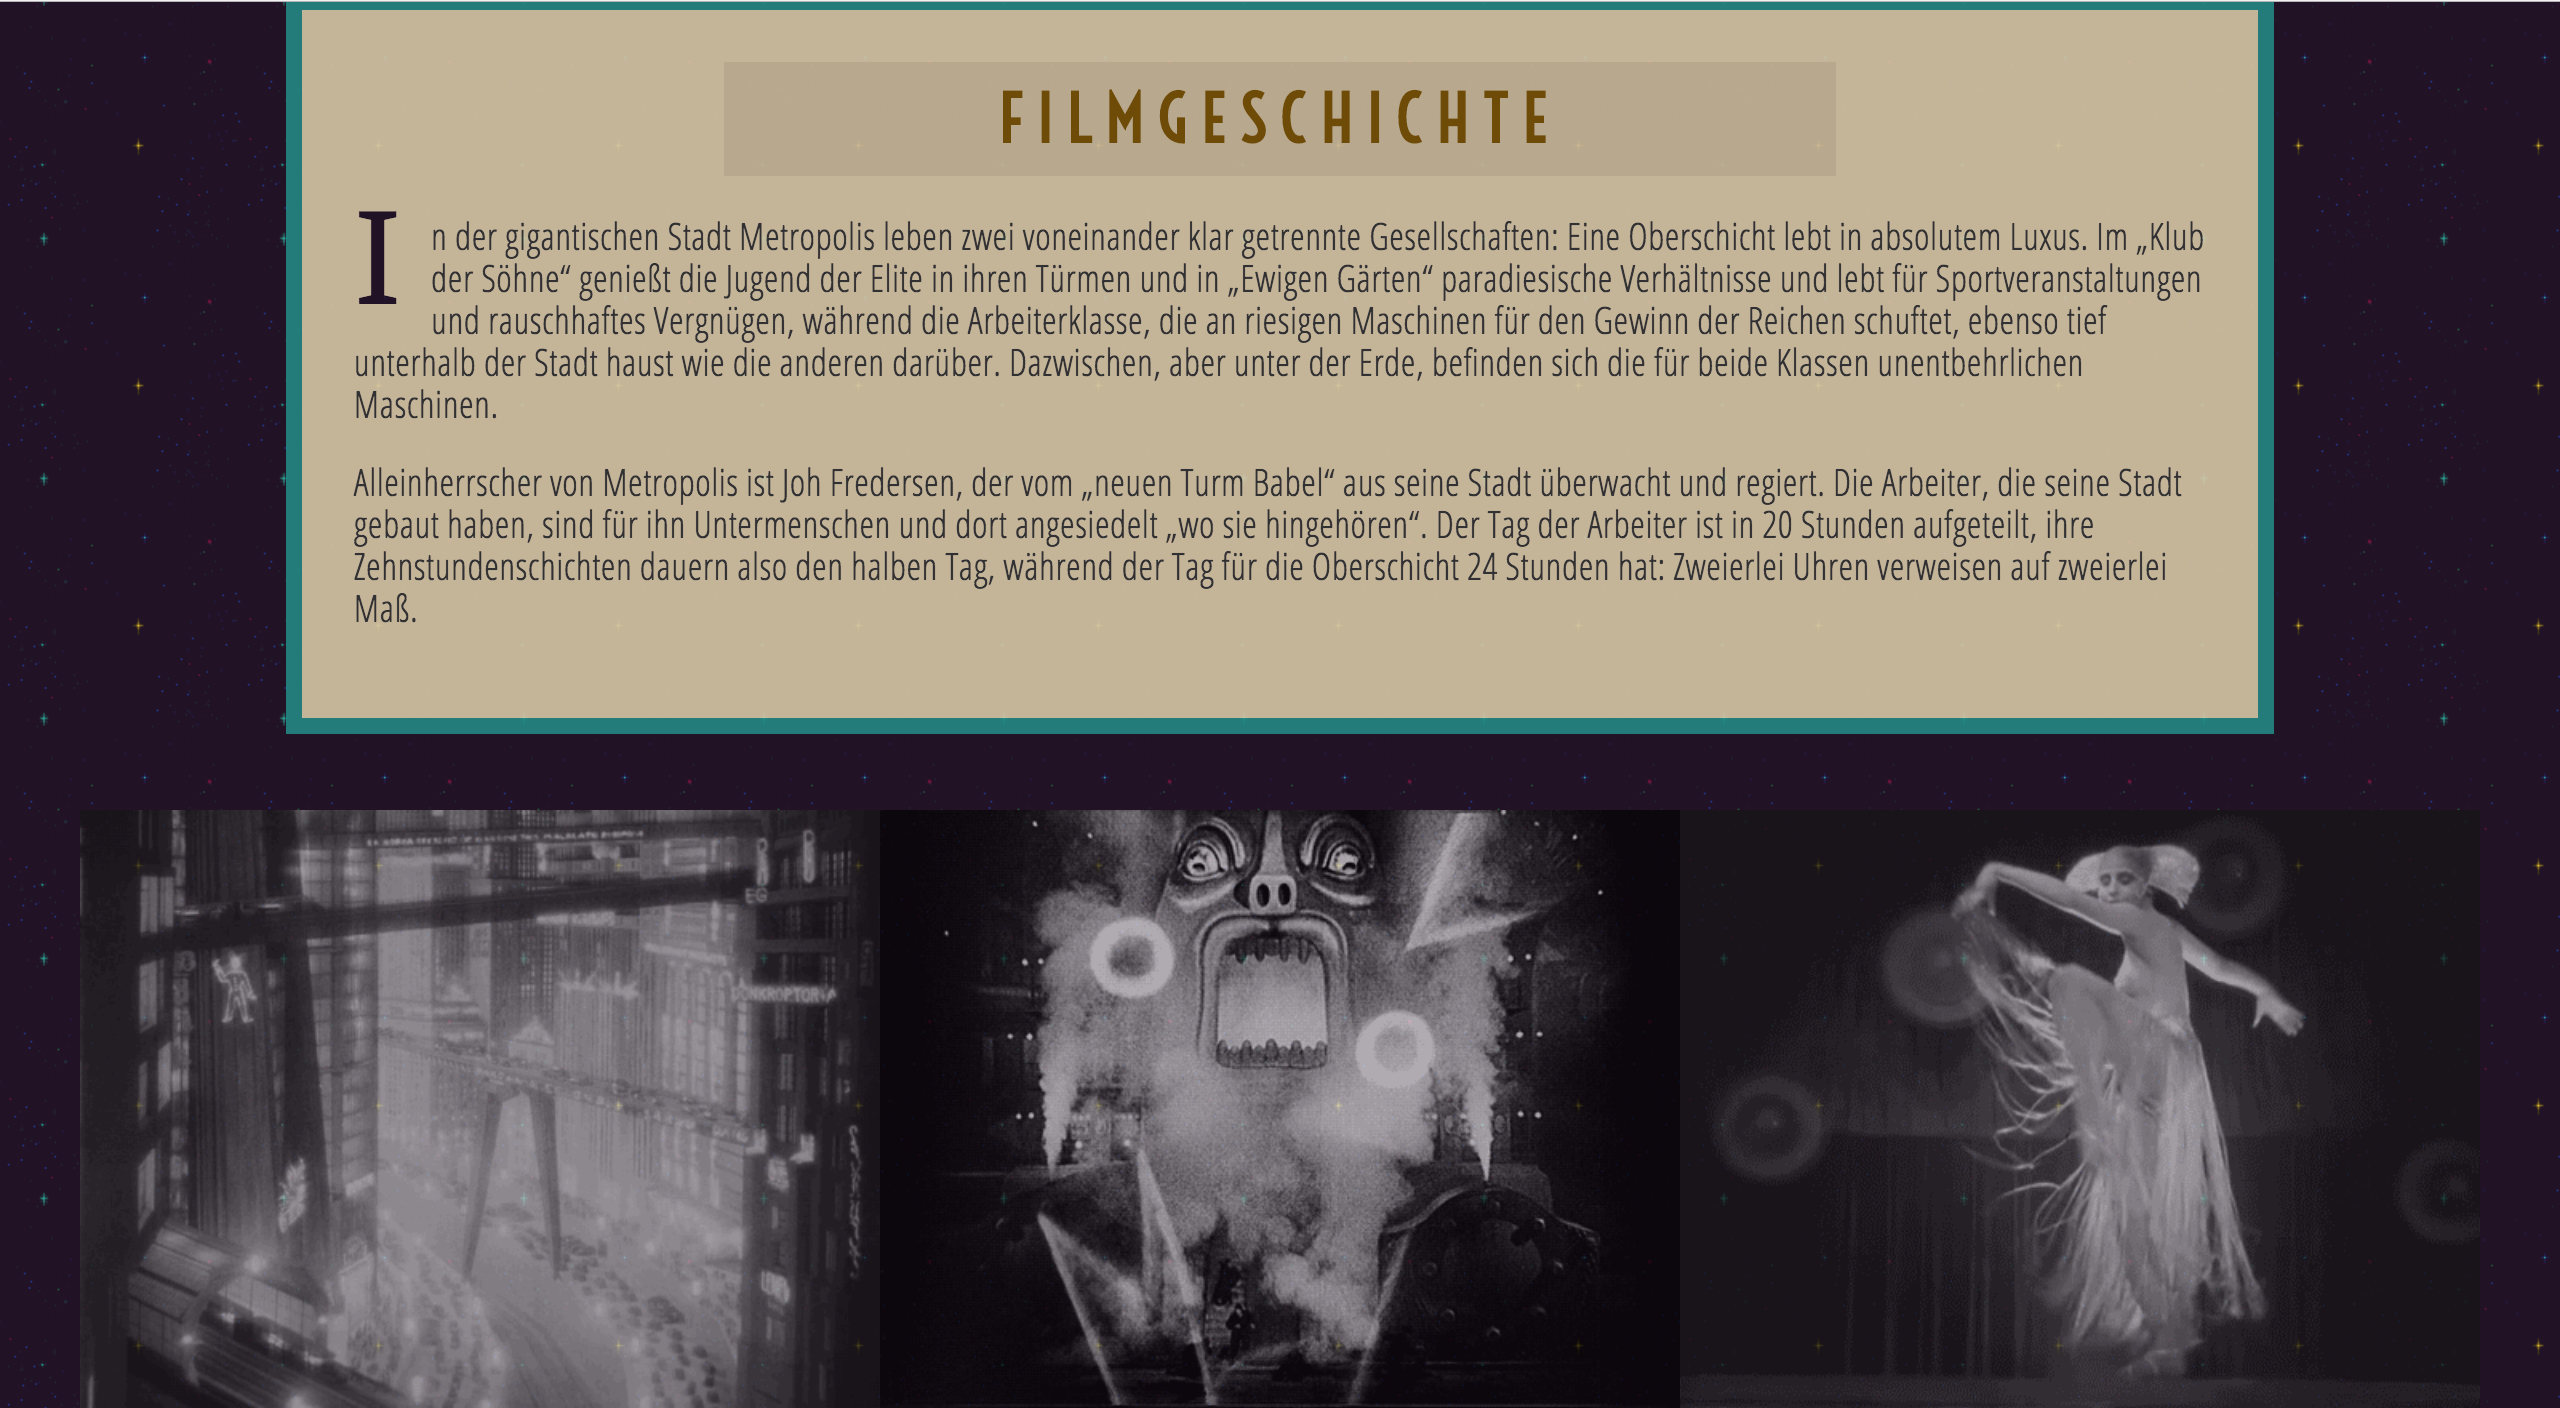 FILMGESCHICHTE
In der gigantischen Stadt Metropolis leben zwei voneinander klar getrennte Gesellschaften: Eine Oberschicht lebt in absolutem Luxus. Im „Klub
der Söhne“ genießt die Jugend der Elite in ihren Türmen und in „Ewigen Gärten“ paradiesische Verhältnisse und lebt für Sportveranstaltungen
und rauschhaftes Vergnügen, während die Arbeiterklasse, die an riesigen Maschinen für den Gewinn der Reichen schuftet, ebenso tief
unterhalb der Stadt haust wie die anderen darüber. Dazwischen, aber unter der Erde, befinden sich die für beide Klassen unentbehrlichen
Maschinen.
Alleinherrscher von Metropolis ist Joh Fredersen, der vom „neuen Turm Babel“ aus seine Stadt überwacht und regiert. Die Arbeiter, die seine Stadt
gebaut haben, sind für ihn Untermenschen und dort angesiedelt „wo sie hingehören“. Der Tag der Arbeiter ist in 20 Stunden aufgeteilt, ihre
Zehnstundenschichten dauern also den halben Tag, während der Tag für die Oberschicht 24 Stunden hat: Zweierlei Uhren verweisen auf zweierlei
Maß.
EG